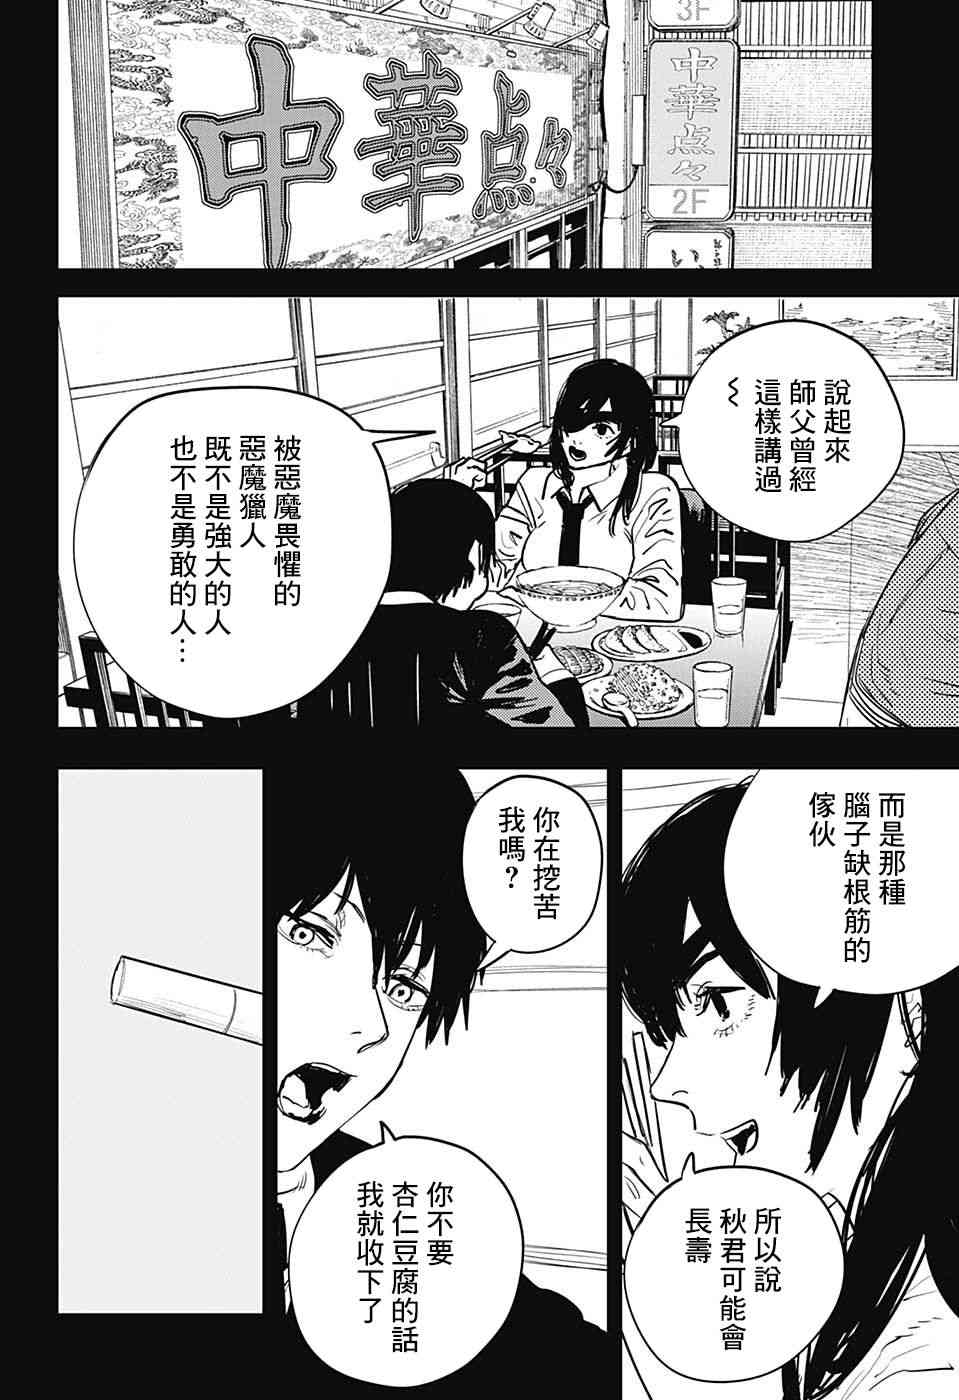 中華点々
3F
中華点々
2F
い
説起來
師父曾經
這樣講過
被惡魔畏懼的
惡魔獵人
既不是強大的人
也不是勇敢的人…
而是那種
腦子缺根筋的
傢伙
所以說
秋君可能會
長壽
你在挖苦
我嗎?
你不要
杏仁豆腐的話
我就收下了